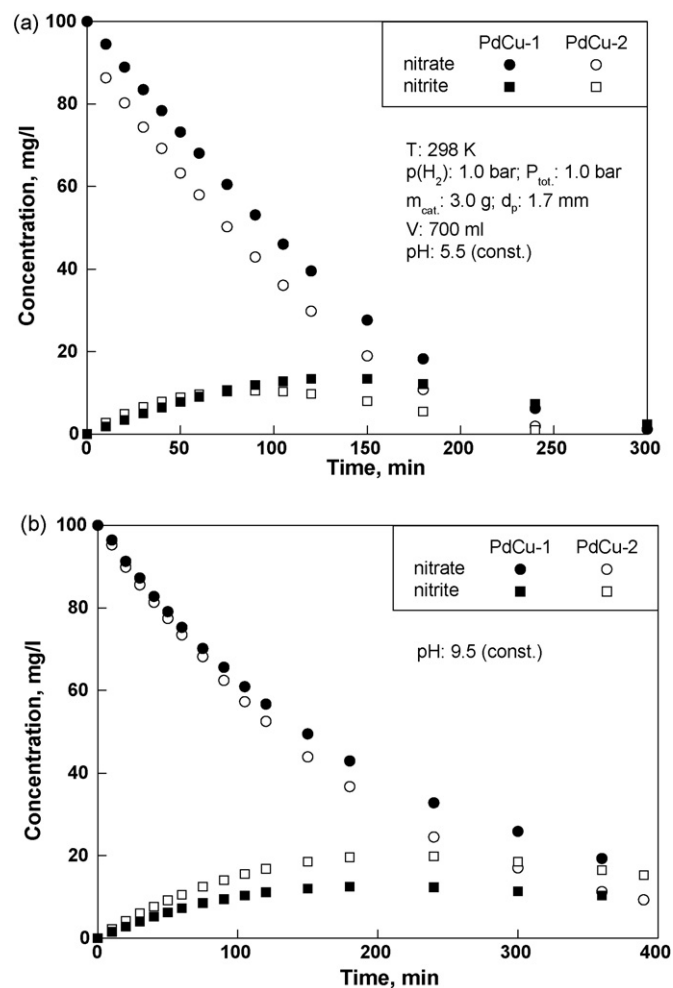 (a)
PdCu-1 PdCu-2
nitrate
nitrite
T: 298 K
p(H₂): 1.0 bar; P_tot.: 1.0 bar
m_cat.: 3.0 g; d_p: 1.7 mm
V: 700 ml
pH: 5.5 (const.)
Concentration, mg/l
100
80
60
40
20
0
0 50 100 150 200 250 300
Time, min
(b)
PdCu-1 PdCu-2
nitrate
nitrite
pH: 9.5 (const.)
Concentration, mg/l
100
80
60
40
20
0
0 100 200 300 400
Time, min